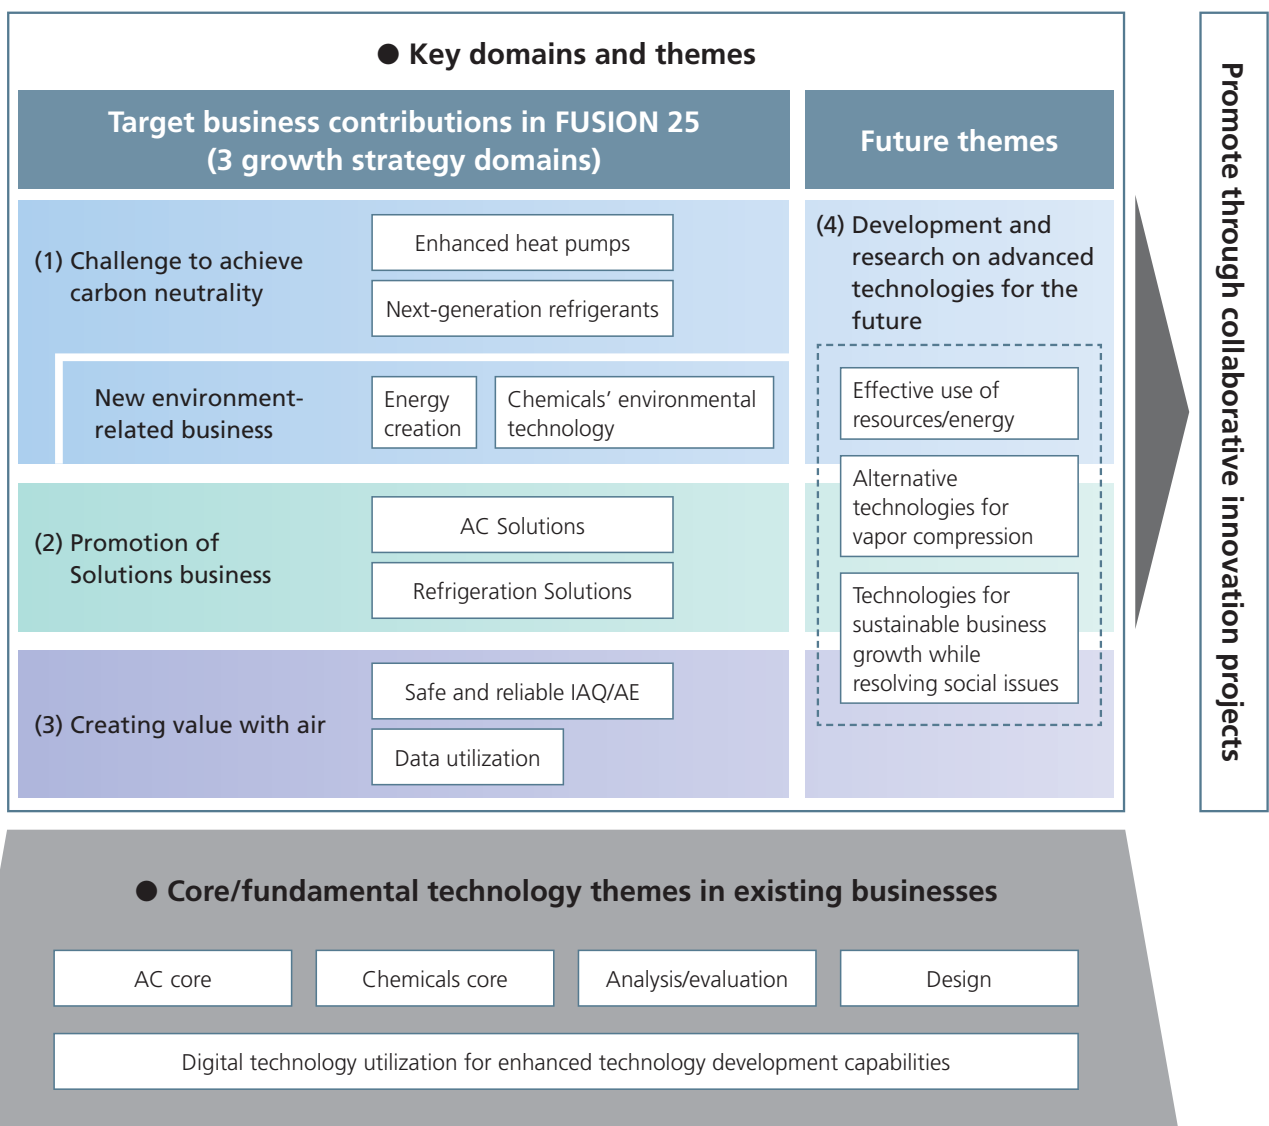 ● Key domains and themes
Target business contributions in FUSION 25
(3 growth strategy domains)
Future themes
(1) Challenge to achieve
carbon neutrality
Enhanced heat pumps
Next-generation refrigerants
New environment-
related business
Energy
creation
Chemicals’ environmental
technology
(2) Promotion of
Solutions business
AC Solutions
Refrigeration Solutions
(3) Creating value with air
Safe and reliable IAQ/AE
Data utilization
(4) Development and
research on advanced
technologies for the
future
Effective use of
resources/energy
Alternative
technologies for
vapor compression
Technologies for
sustainable business
growth while
resolving social issues
Promote through collaborative innovation projects
● Core/fundamental technology themes in existing businesses
AC core
Chemicals core
Analysis/evaluation
Design
Digital technology utilization for enhanced technology development capabilities